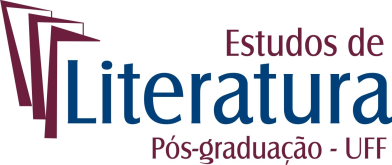 Estudos de
Literatura
Pós-graduação - UFF